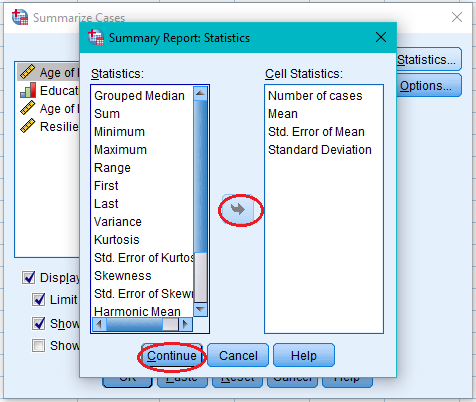 Summarize Cases
Summary Report: Statistics
Statistics:
Cell Statistics:
Statistics...
Options...
Age of
Educat
Age of
Resilie
Grouped Median
Sum
Minimum
Maximum
Range
First
Last
Variance
Kurtosis
Std. Error of Kurtos
Skewness
Std. Error of Skew
Harmonic Mean
Number of cases
Mean
Std. Error of Mean
Standard Deviation
Display
Limit
Show
Show
Continue
Cancel
Help
OK
Paste
Reset
Cancel
Help